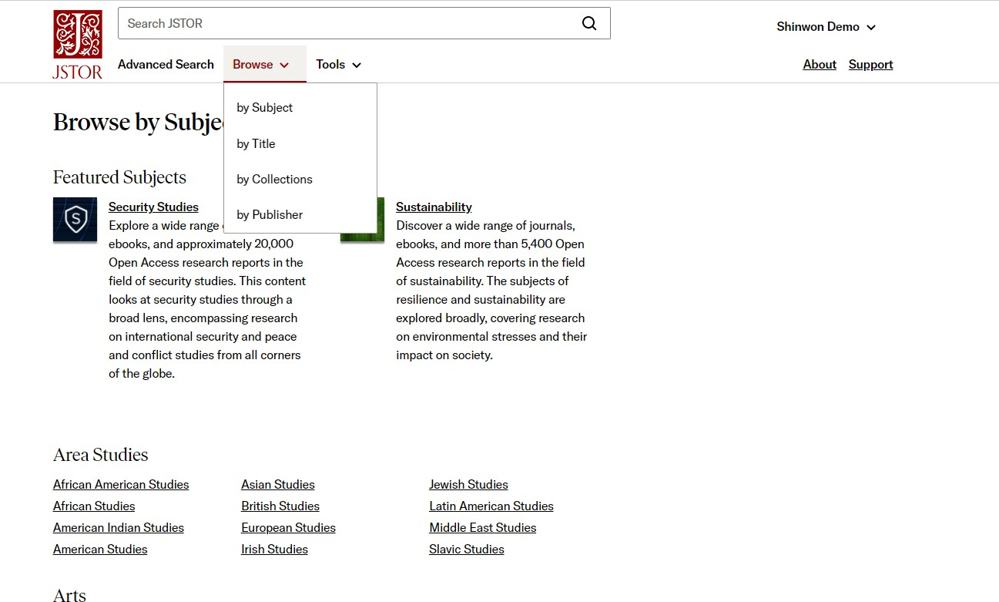 JSTOR
Search JSTOR
Shinwon Demo
Advanced Search
Browse
Tools
About
Support
by Subject
by Title
by Collections
by Publisher
Browse by
Featured Subjects
Security Studies
Explore a wide range
ebooks, and approximately 20,000
Open Access research reports in the
field of security studies. This content
looks at security studies through a
broad lens, encompassing research
on international security and peace
and conflict studies from all corners
of the globe.
Sustainability
Discover a wide range of journals,
ebooks, and more than 5,400 Open
Access research reports in the field
of sustainability. The subjects of
resilience and sustainability are
explored broadly, covering research
on environmental stresses and their
impact on society.
Area Studies
African American Studies
African Studies
American Indian Studies
American Studies
Asian Studies
British Studies
European Studies
Irish Studies
Jewish Studies
Latin American Studies
Middle East Studies
Slavic Studies
Arts